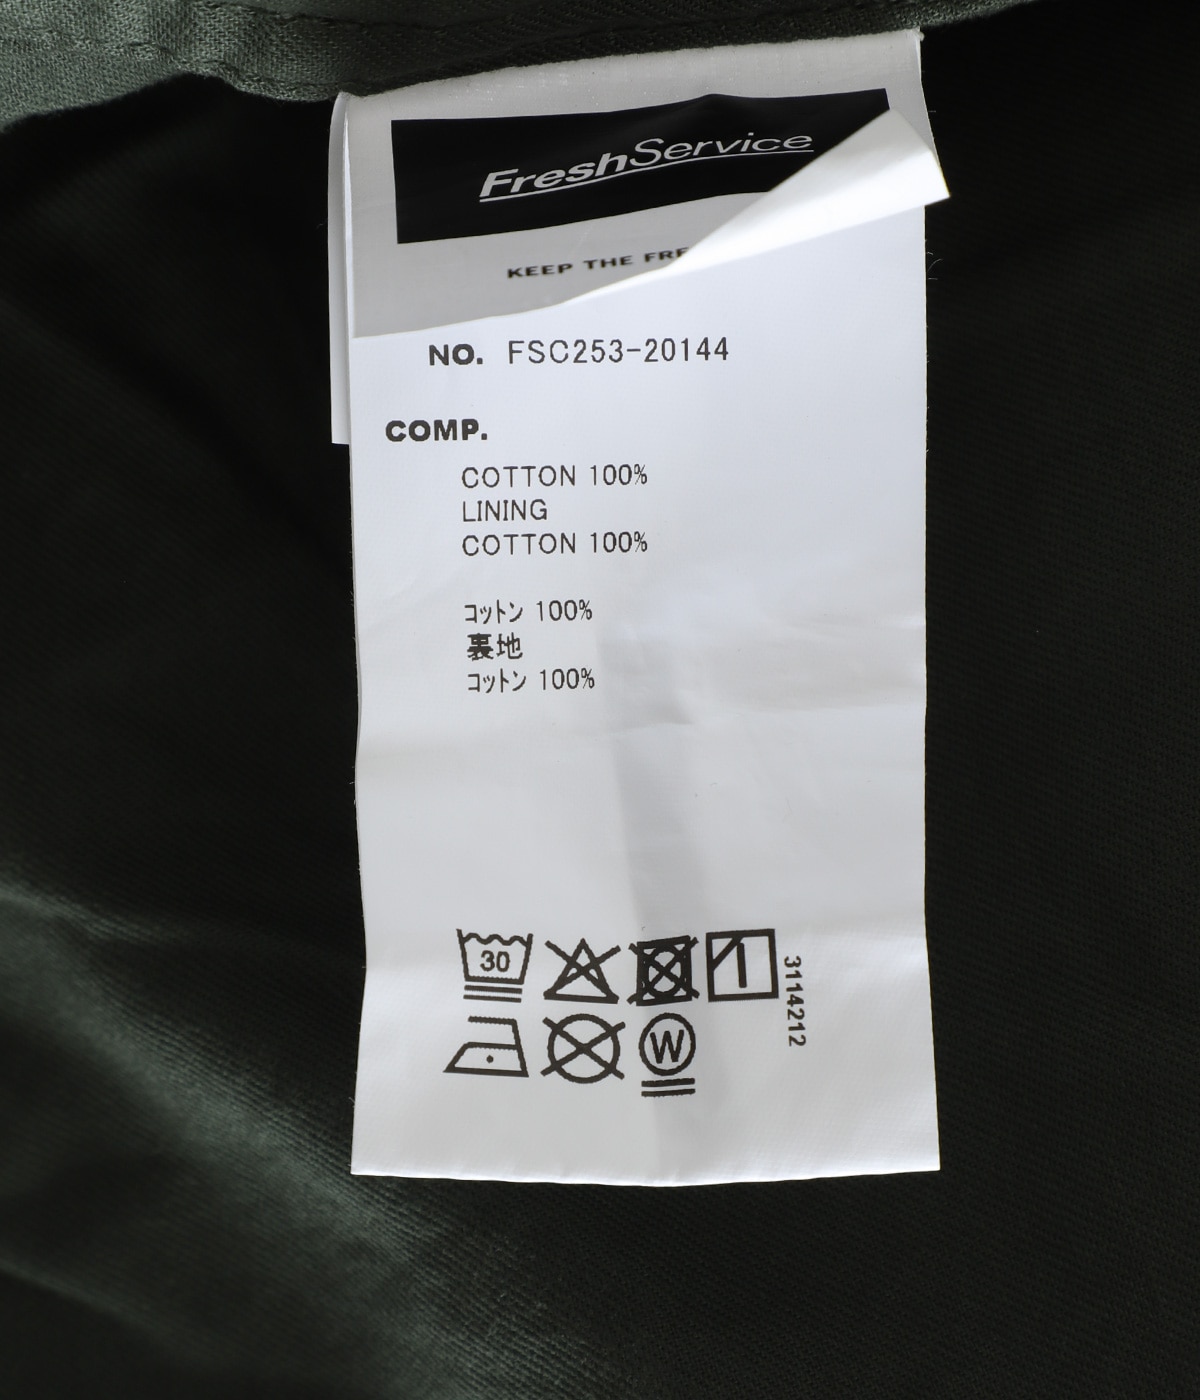 FreshService
KEEP THE
NO. FSC253-20144
COMP.
COTTON 100%
LINING
COTTON 100%
コットン 100%
裏地
コットン 100%
30
W
3114212